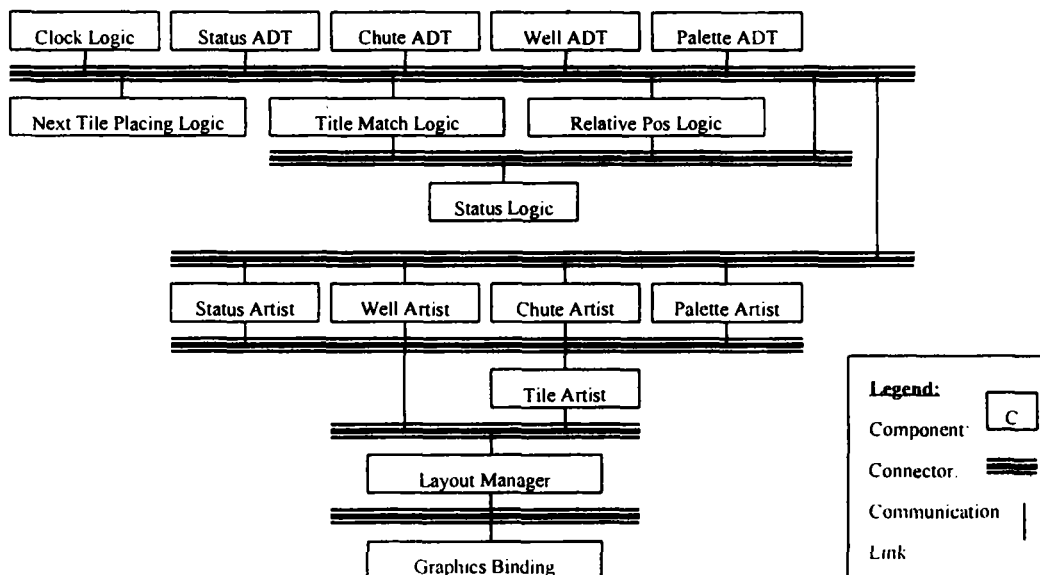 Clock Logic
Status ADT
Chute ADT
Well ADT
Palette ADT
Next Tile Placing Logic
Title Match Logic
Relative Pos Logic
Status Logic
Status Artist
Well Artist
Chute Artist
Palette Artist
Tile Artist
Layout Manager
Graphics Binding
Legend:
Component
C
Connector.
Communication
Link